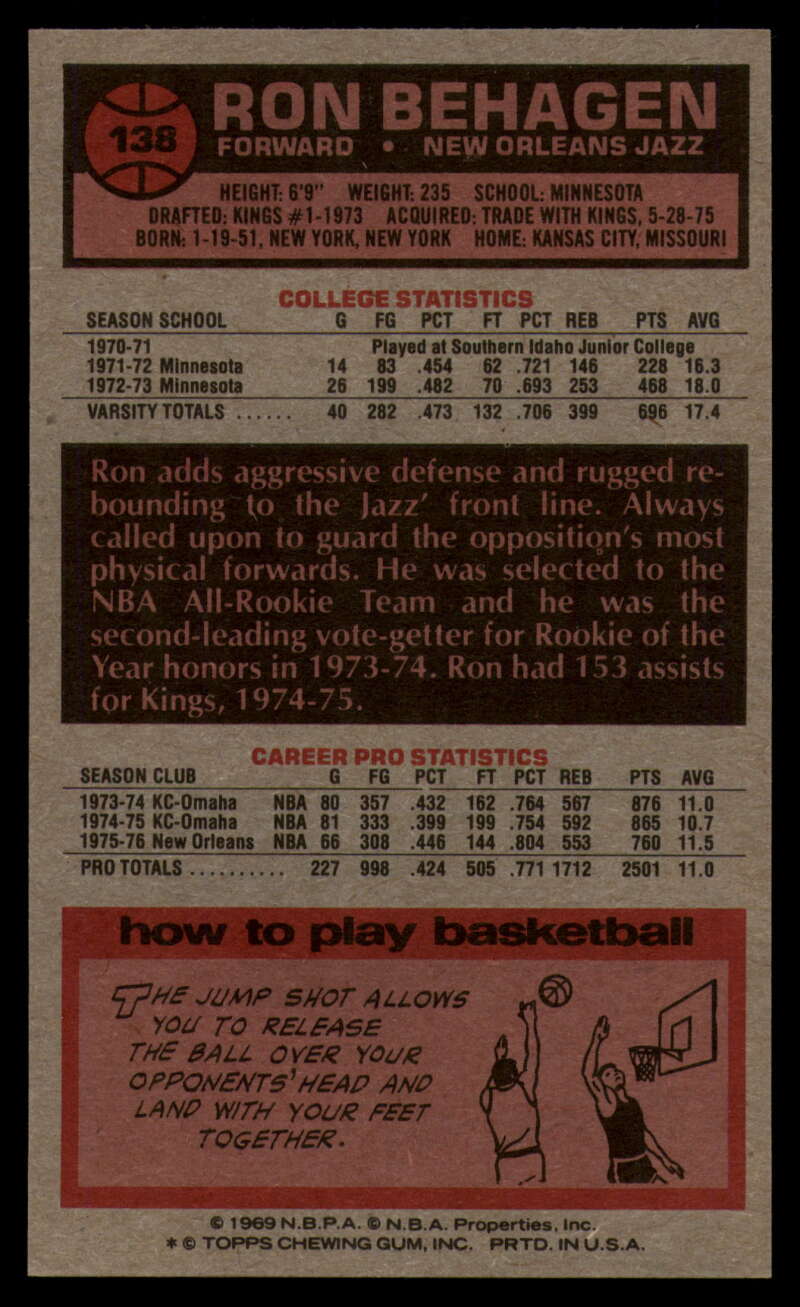 138
RON BEHAGEN
FORWARD • NEW ORLEANS JAZZ
HEIGHT: 6'9" WEIGHT: 235 SCHOOL: MINNESOTA
DRAFTED: KINGS #1-1973 ACQUIRED: TRADE WITH KINGS, 5-28-75
BORN: 1-19-51, NEW YORK, NEW YORK HOME: KANSAS CITY, MISSOURI
COLLEGE STATISTICS
SEASON SCHOOL G FG PCT FT PCT REB PTS AVG
1970-71 Played at Southern Idaho Junior College
1971-72 Minnesota 14 83 .454 62 .721 146 228 16.3
1972-73 Minnesota 26 199 .482 70 .693 253 468 18.0
VARSITY TOTALS ...... 40 282 .473 132 .706 399 696 17.4
Ron adds aggressive defense and rugged re-
bounding to the Jazz' front line. Always
called upon to guard the opposition's most
physical forwards. He was selected to the
NBA All-Rookie Team and he was the
second-leading vote-getter for Rookie of the
Year honors in 1973-74. Ron had 153 assists
for Kings, 1974-75.
CAREER PRO STATISTICS
SEASON CLUB G FG PCT FT PCT REB PTS AVG
1973-74 KC-Omaha NBA 80 357 .432 162 .764 567 876 11.0
1974-75 KC-Omaha NBA 81 333 .399 199 .754 592 865 10.7
1975-76 New Orleans NBA 66 308 .446 144 .804 553 760 11.5
PRO TOTALS .......... 227 998 .424 505 .771 1712 2501 11.0
how to play basketball
THE JUMP SHOT ALLOWS
YOU TO RELEASE
THE BALL OVER YOUR
OPPONENTS' HEAD AND
LAND WITH YOUR FEET
TOGETHER.
© 1969 N.B.P.A. © N.B.A. Properties, Inc.
* © TOPPS CHEWING GUM, INC. PRTD. IN U.S.A.